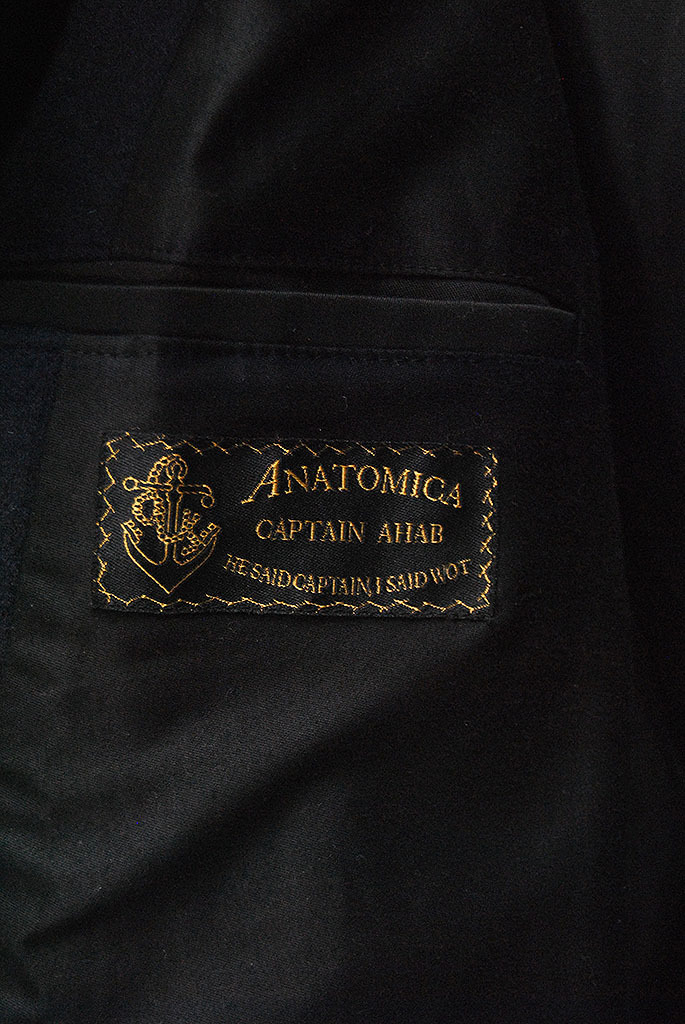 ANATOMICA
CAPTAIN AHAB
HE SAID CAPTAIN, I SAID WOT